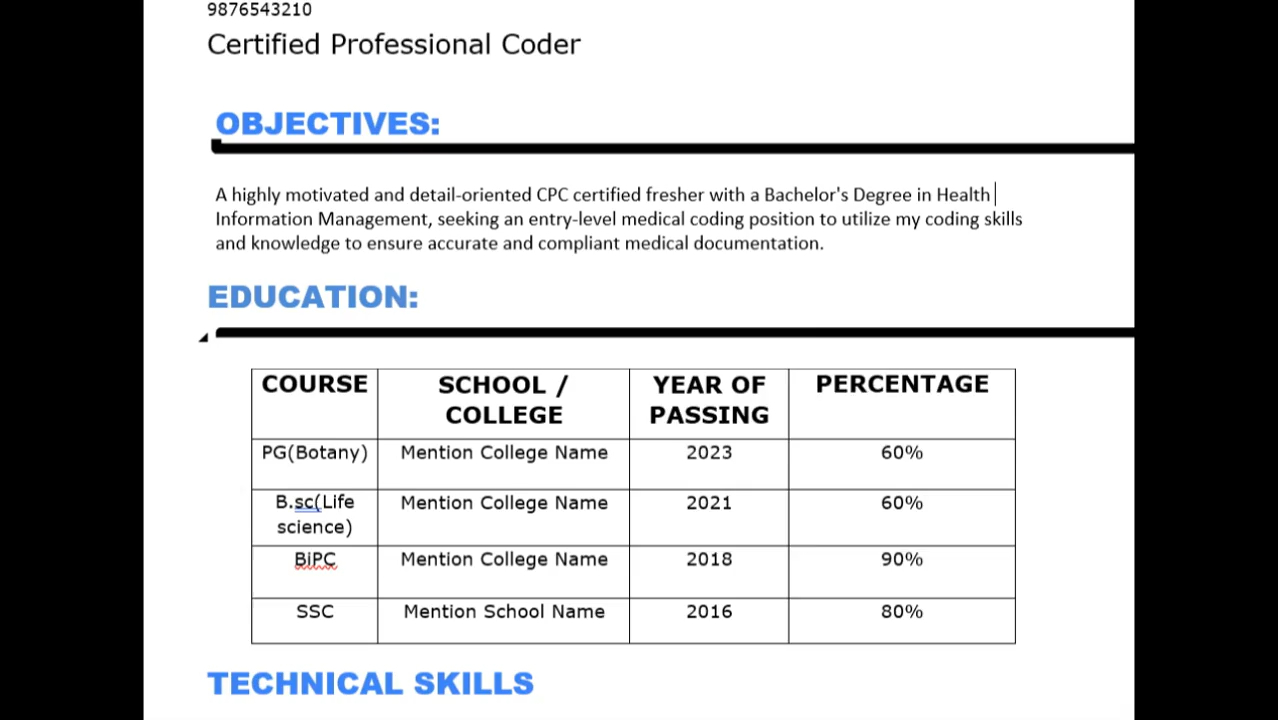 9876543210
Certified Professional Coder
OBJECTIVES:
A highly motivated and detail-oriented CPC certified fresher with a Bachelor's Degree in Health
Information Management, seeking an entry-level medical coding position to utilize my coding skills
and knowledge to ensure accurate and compliant medical documentation.
EDUCATION:
COURSE SCHOOL / COLLEGE YEAR OF PASSING PERCENTAGE
PG(Botany) Mention College Name 2023 60%
B.sc(Life science) Mention College Name 2021 60%
BiPC Mention College Name 2018 90%
SSC Mention School Name 2016 80%
TECHNICAL SKILLS